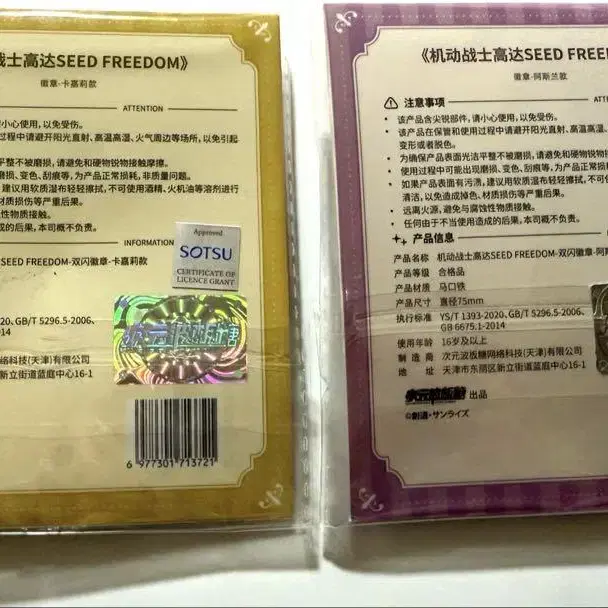 战士高达SEED FREEDOM》
徽章-卡嘉莉款
ATTENTION
小心使用，以免受伤。
过程中请避开阳光直射、高温高湿、火气周边等场所，以免引起
平整不被磨损，请避免和硬物锐物接触摩擦。
磨损、变色、刮痕等，为产品正常损耗，非质量问题。
建议用软质湿布轻轻擦拭，不可使用酒精、火机油等溶剂进行
材质损伤等严重后果。
性物质接触。
成的后果，本司概不负责。
INFORMATION
SEED FREEDOM-双闪徽章-卡嘉莉款
20、GB/T 5296.5-2006、
014
网络科技(天津)有限公司
新立街道蓝庭中心16-1
Approved
SOTSU
CERTIFICATE OF
LICENCE GRANT
6 977301 713721
《机动战士高达SEED FREE
徽章-阿斯兰款
注意事项
ATTENT
• 该产品含尖锐部件，请小心使用，以免受伤。
• 该产品在保管和使用过程中请避开阳光直射、高温高湿、
变形或者脱色。
• 为确保产品表面光洁平整不被磨损，请避免和硬物锐物
• 使用过程中可能出现磨损、变色、刮痕等，为产品正常损
• 如果产品表面有污渍，建议用软质湿布轻轻擦拭，不可
清洁，以免造成掉色、材质损伤等严重后果。
• 远离火源，避免与腐蚀性物质接触。
• 任何由于不当使用造成的后果，本司概不负责。
产品信息
INFORM
产品名称 机动战士高达SEED FREEDOM-双闪徽章-阿斯
产品等级 合格品
产品材质 马口铁
产品尺寸 直径75mm
执行标准 YS/T 1393-2020、GB/T 5296.5-2006、
GB 6675.1-2014
使用年龄 16岁及以上
制造商 次元波板糖网络科技(天津)有限公司
地址 天津市东丽区新立街道蓝庭中心16-1
出品
©創通・サンライズ